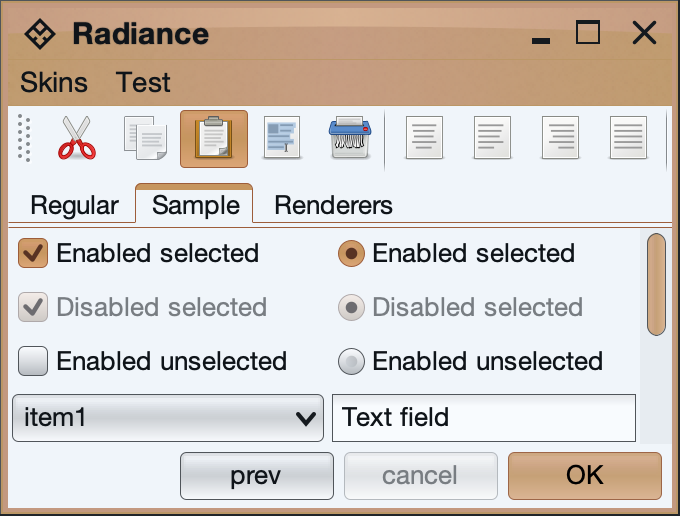 Radiance
Skins Test
Regular Sample Renderers
Enabled selected Enabled selected
Disabled selected Disabled selected
Enabled unselected Enabled unselected
item1 Text field
prev cancel OK